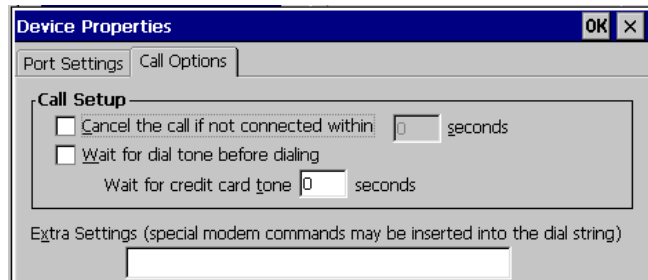 Device Properties OK ×
Port Settings Call Options
Call Setup
Cancel the call if not connected within 0 seconds
Wait for dial tone before dialing
Wait for credit card tone 0 seconds
Extra Settings (special modem commands may be inserted into the dial string)